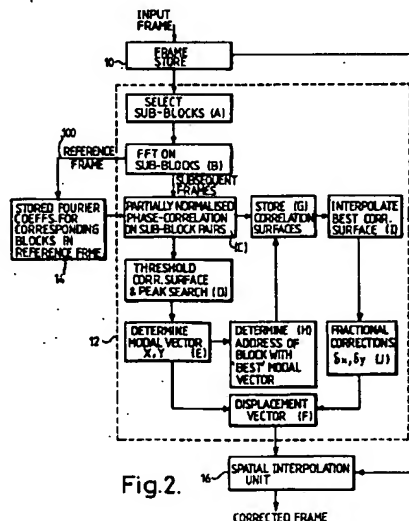 INPUT
FRAME
FRAME
STORE
10
SELECT
SUB-BLOCKS (A)
100
REFERENCE
FRAME
FFT ON
SUB-BLOCKS (B)
SUBSEQUENT
FRAMES
STORED FOURIER
COEFFS. FOR
CORRESPONDING
BLOCKS IN
REFERENCE FRME
14
PARTIALLY NORMALISED
PHASE-CORRELATION
ON SUB-BLOCK PAIRS
(C)
STORE (G)
CORRELATION
SURFACES
INTERPOLATE
BEST CORR.
SURFACE (I)
THRESHOLD
CORR. SURFACE
& PEAK SEARCH (D)
12
DETERMINE
MODAL VECTOR
X,Y (E)
DETERMINE (H)
ADDRESS OF
BLOCK WITH
"BEST" MODAL
VECTOR
FRACTIONAL
CORRECTIONS
δx, δy (J)
DISPLACEMENT
VECTOR (F)
16
SPATIAL INTERPOLATION
UNIT
Fig.2.
CORRECTED FRAME